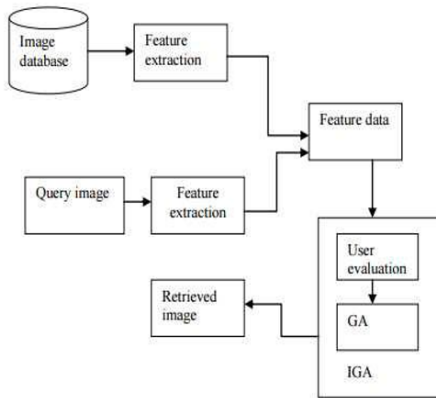 Image
database
Feature
extraction
Feature data
Query image
Feature
extraction
User
evaluation
Retrieved
image
GA
IGA